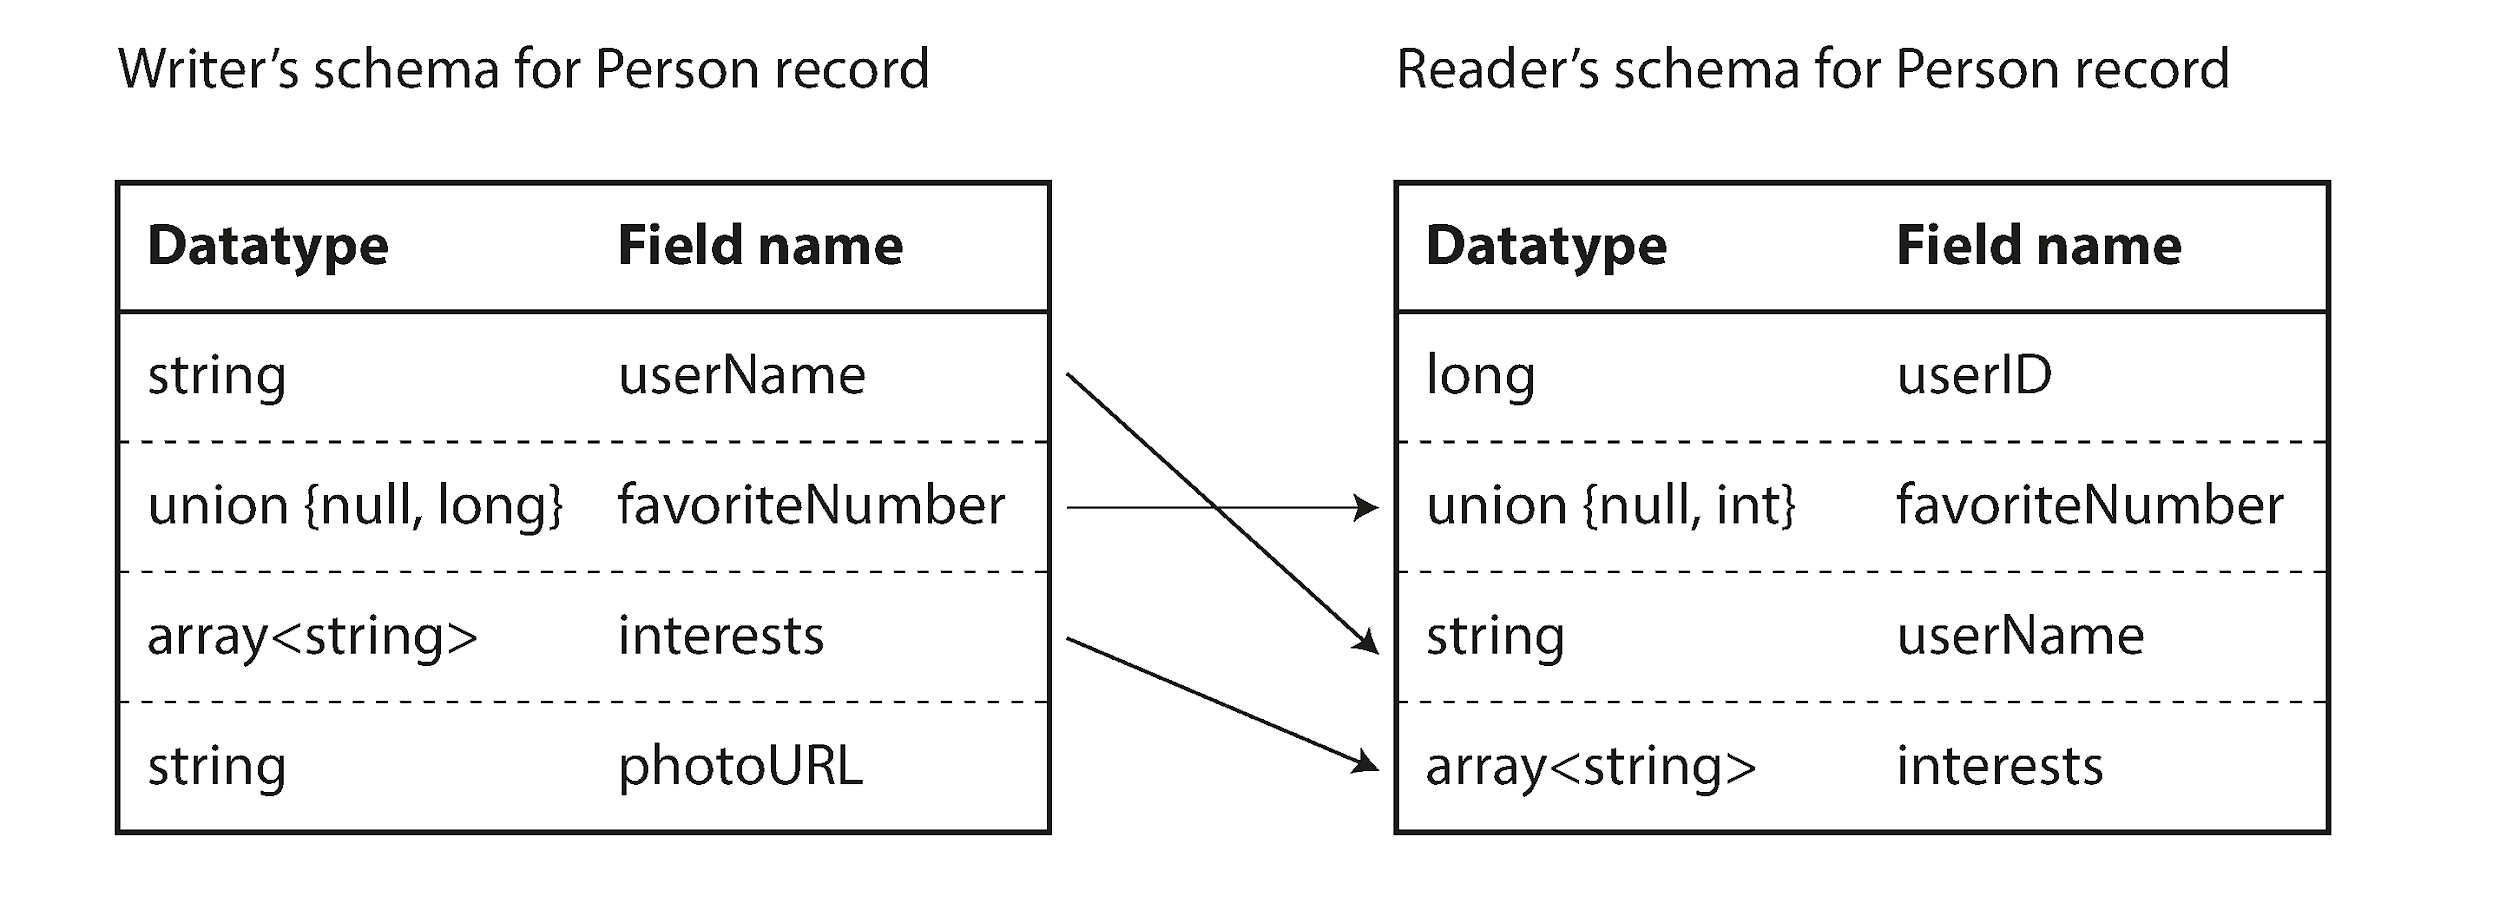 Writer’s schema for Person record
Datatype Field name
string userName
union {null, long} favoriteNumber
array<string> interests
string photoURL
Reader’s schema for Person record
Datatype Field name
long userID
union {null, int} favoriteNumber
string userName
array<string> interests